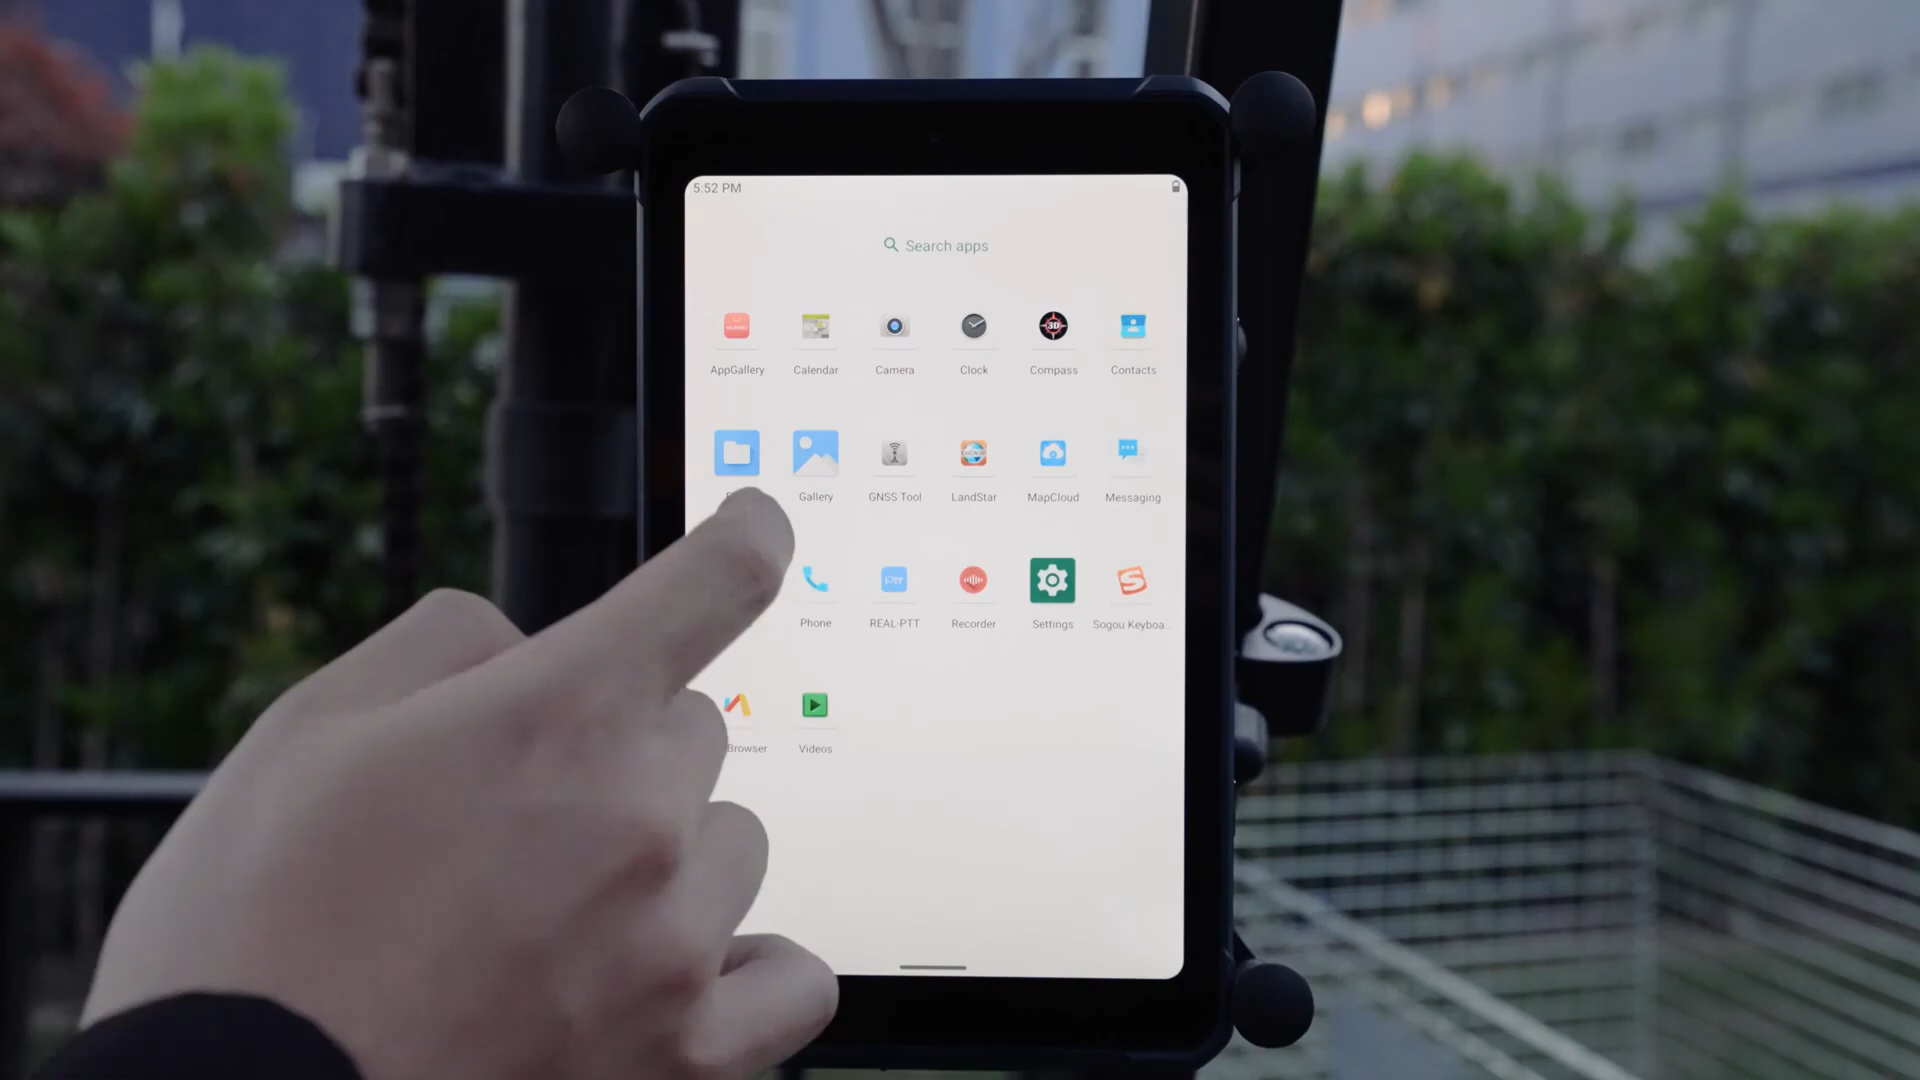 5:52 PM
Search apps
AppGallery Calendar Camera Clock Compass Contacts
Gallery GNSS Tool LandStar MapCloud Messaging
Phone REAL-PTT Recorder Settings Sogou Keyboa...
Browser Videos